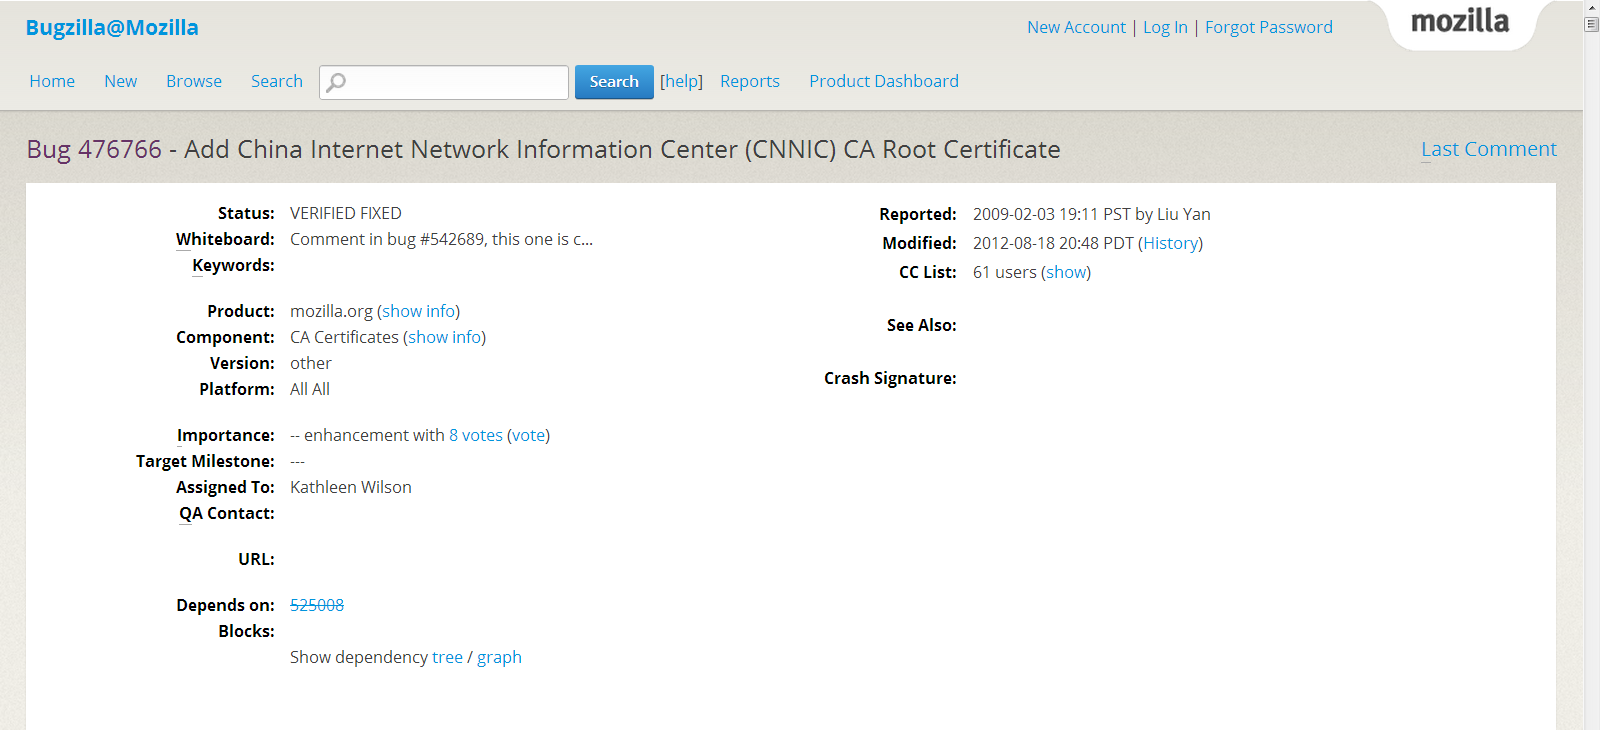 Bugzilla@Mozilla
New Account | Log In | Forgot Password
mozilla
Home New Browse Search Search [help] Reports Product Dashboard
Bug 476766 - Add China Internet Network Information Center (CNNIC) CA Root Certificate
Last Comment
Status: VERIFIED FIXED
Whiteboard: Comment in bug #542689, this one is c...
Keywords:
Product: mozilla.org (show info)
Component: CA Certificates (show info)
Version: other
Platform: All All
Importance: -- enhancement with 8 votes (vote)
Target Milestone: ---
Assigned To: Kathleen Wilson
QA Contact:
URL:
Depends on: 525008
Blocks:
Show dependency tree / graph
Reported: 2009-02-03 19:11 PST by Liu Yan
Modified: 2012-08-18 20:48 PDT (History)
CC List: 61 users (show)
See Also:
Crash Signature: